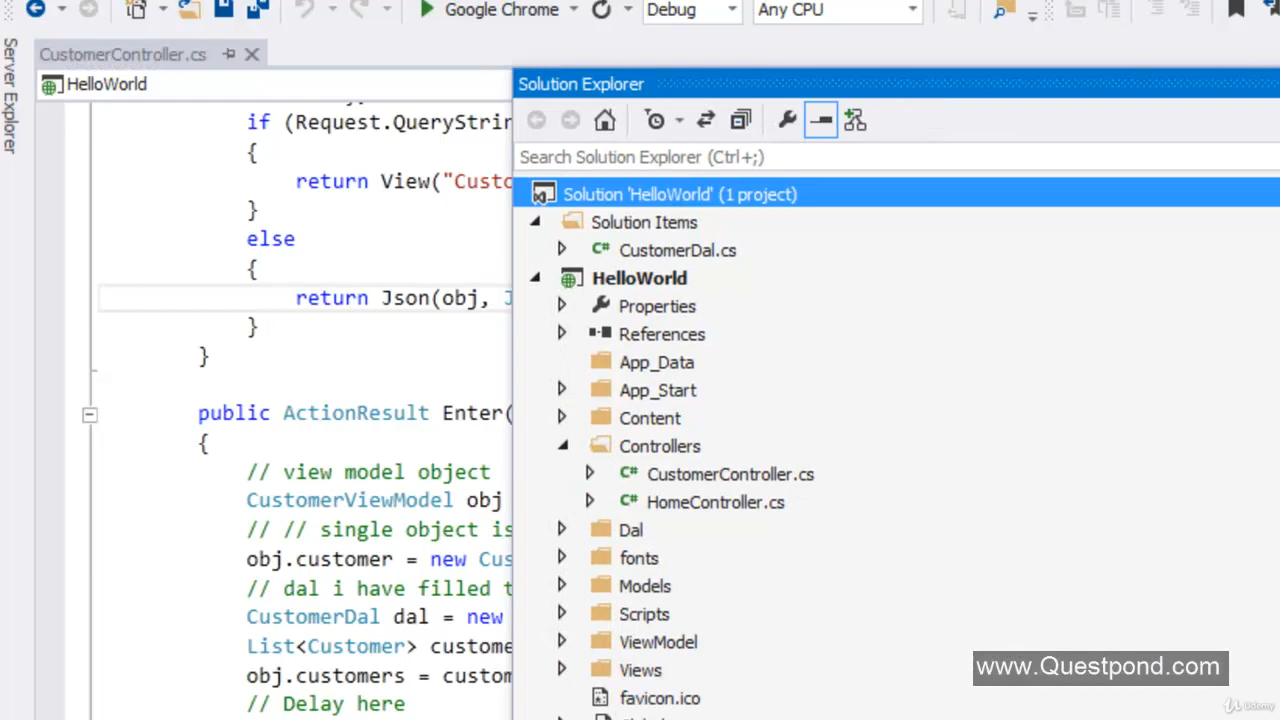 Google Chrome
Debug
Any CPU
Server Explorer
CustomerController.cs
HelloWorld
if (Request.QueryStrin
{
return View("Custo
}
else
{
return Json(obj, J
}
}
public ActionResult Enter(
{
// view model object
CustomerViewModel obj
// // single object is
obj.customer = new Cus
// dal i have filled t
CustomerDal dal = new
List<Customer> custome
obj.customers = custom
// Delay here
Solution Explorer
Search Solution Explorer (Ctrl+;)
Solution 'HelloWorld' (1 project)
Solution Items
C# CustomerDal.cs
HelloWorld
Properties
References
App_Data
App_Start
Content
Controllers
C# CustomerController.cs
C# HomeController.cs
Dal
fonts
Models
Scripts
ViewModel
Views
favicon.ico
www.Questpond.com
Udemy